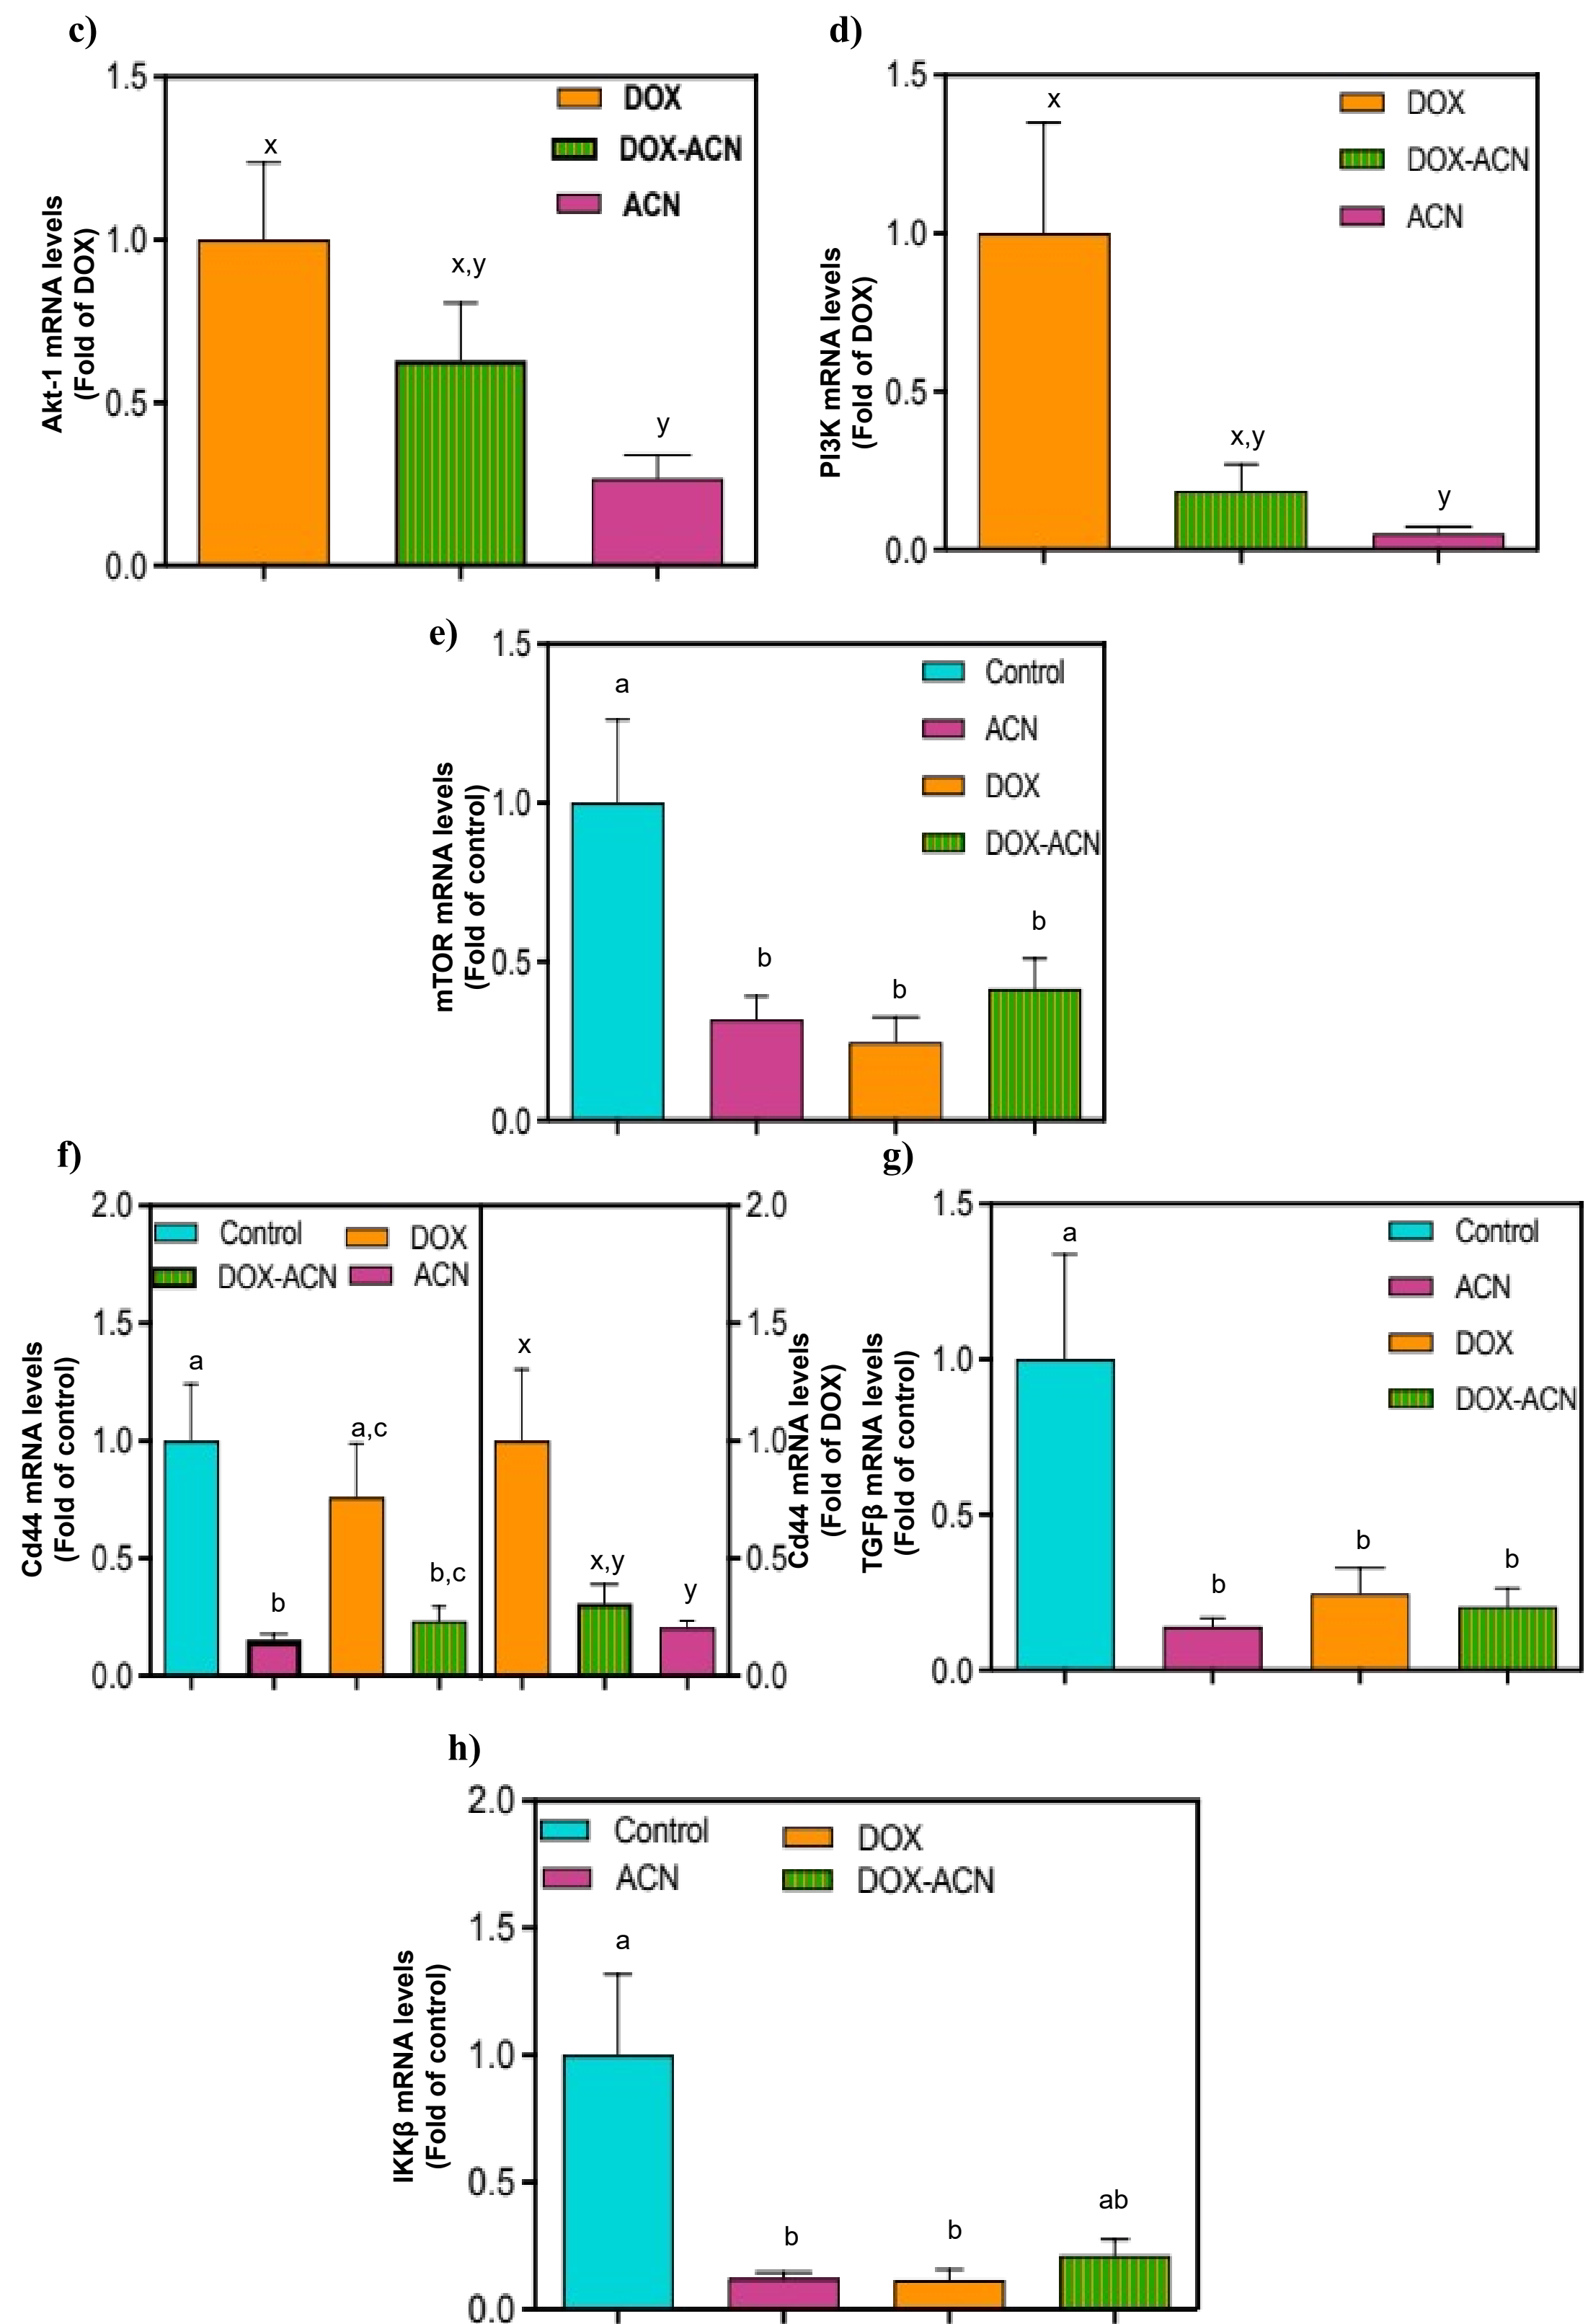 c)
1.5
1.0
0.5
0.0
Akt-1 mRNA levels
(Fold of DOX)
DOX
DOX-ACN
ACN
x
x,y
y
d)
1.5
1.0
0.5
0.0
PI3K mRNA levels
(Fold of DOX)
DOX
DOX-ACN
ACN
x
x,y
y
e)
1.5
1.0
0.5
0.0
mTOR mRNA levels
(Fold of control)
Control
ACN
DOX
DOX-ACN
a
b
b
b
f)
2.0
1.5
1.0
0.5
0.0
Cd44 mRNA levels
(Fold of control)
Control
DOX
DOX-ACN
ACN
a
b
a,c
b,c
x
x,y
y
2.0
1.5
1.0
0.5
0.0
Cd44 mRNA levels
(Fold of DOX)
g)
1.5
1.0
0.5
0.0
TGFβ mRNA levels
(Fold of control)
Control
ACN
DOX
DOX-ACN
a
b
b
b
h)
2.0
1.5
1.0
0.5
0.0
IKKβ mRNA levels
(Fold of control)
Control
DOX
ACN
DOX-ACN
a
b
b
ab